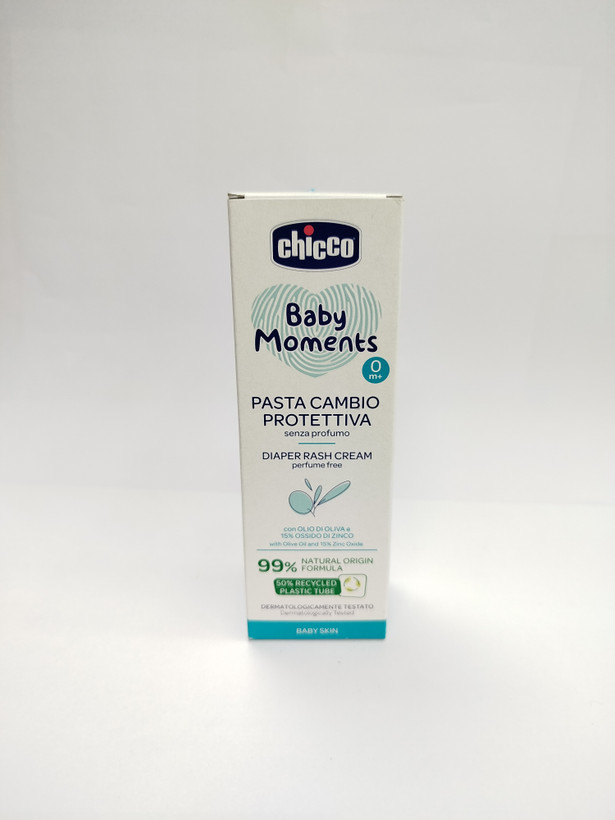 chicco
Baby
Moments
0
m+
PASTA CAMBIO
PROTETTIVA
senza profumo
DIAPER RASH CREAM
perfume free
con OLIO DI OLIVA e
15% OSSIDO DI ZINCO
with Olive Oil and 15% Zinc Oxide
99% NATURAL ORIGIN
FORMULA
50% RECYCLED
PLASTIC TUBE
DERMATOLOGICAMENTE TESTATO
Dermatologically Tested
BABY SKIN